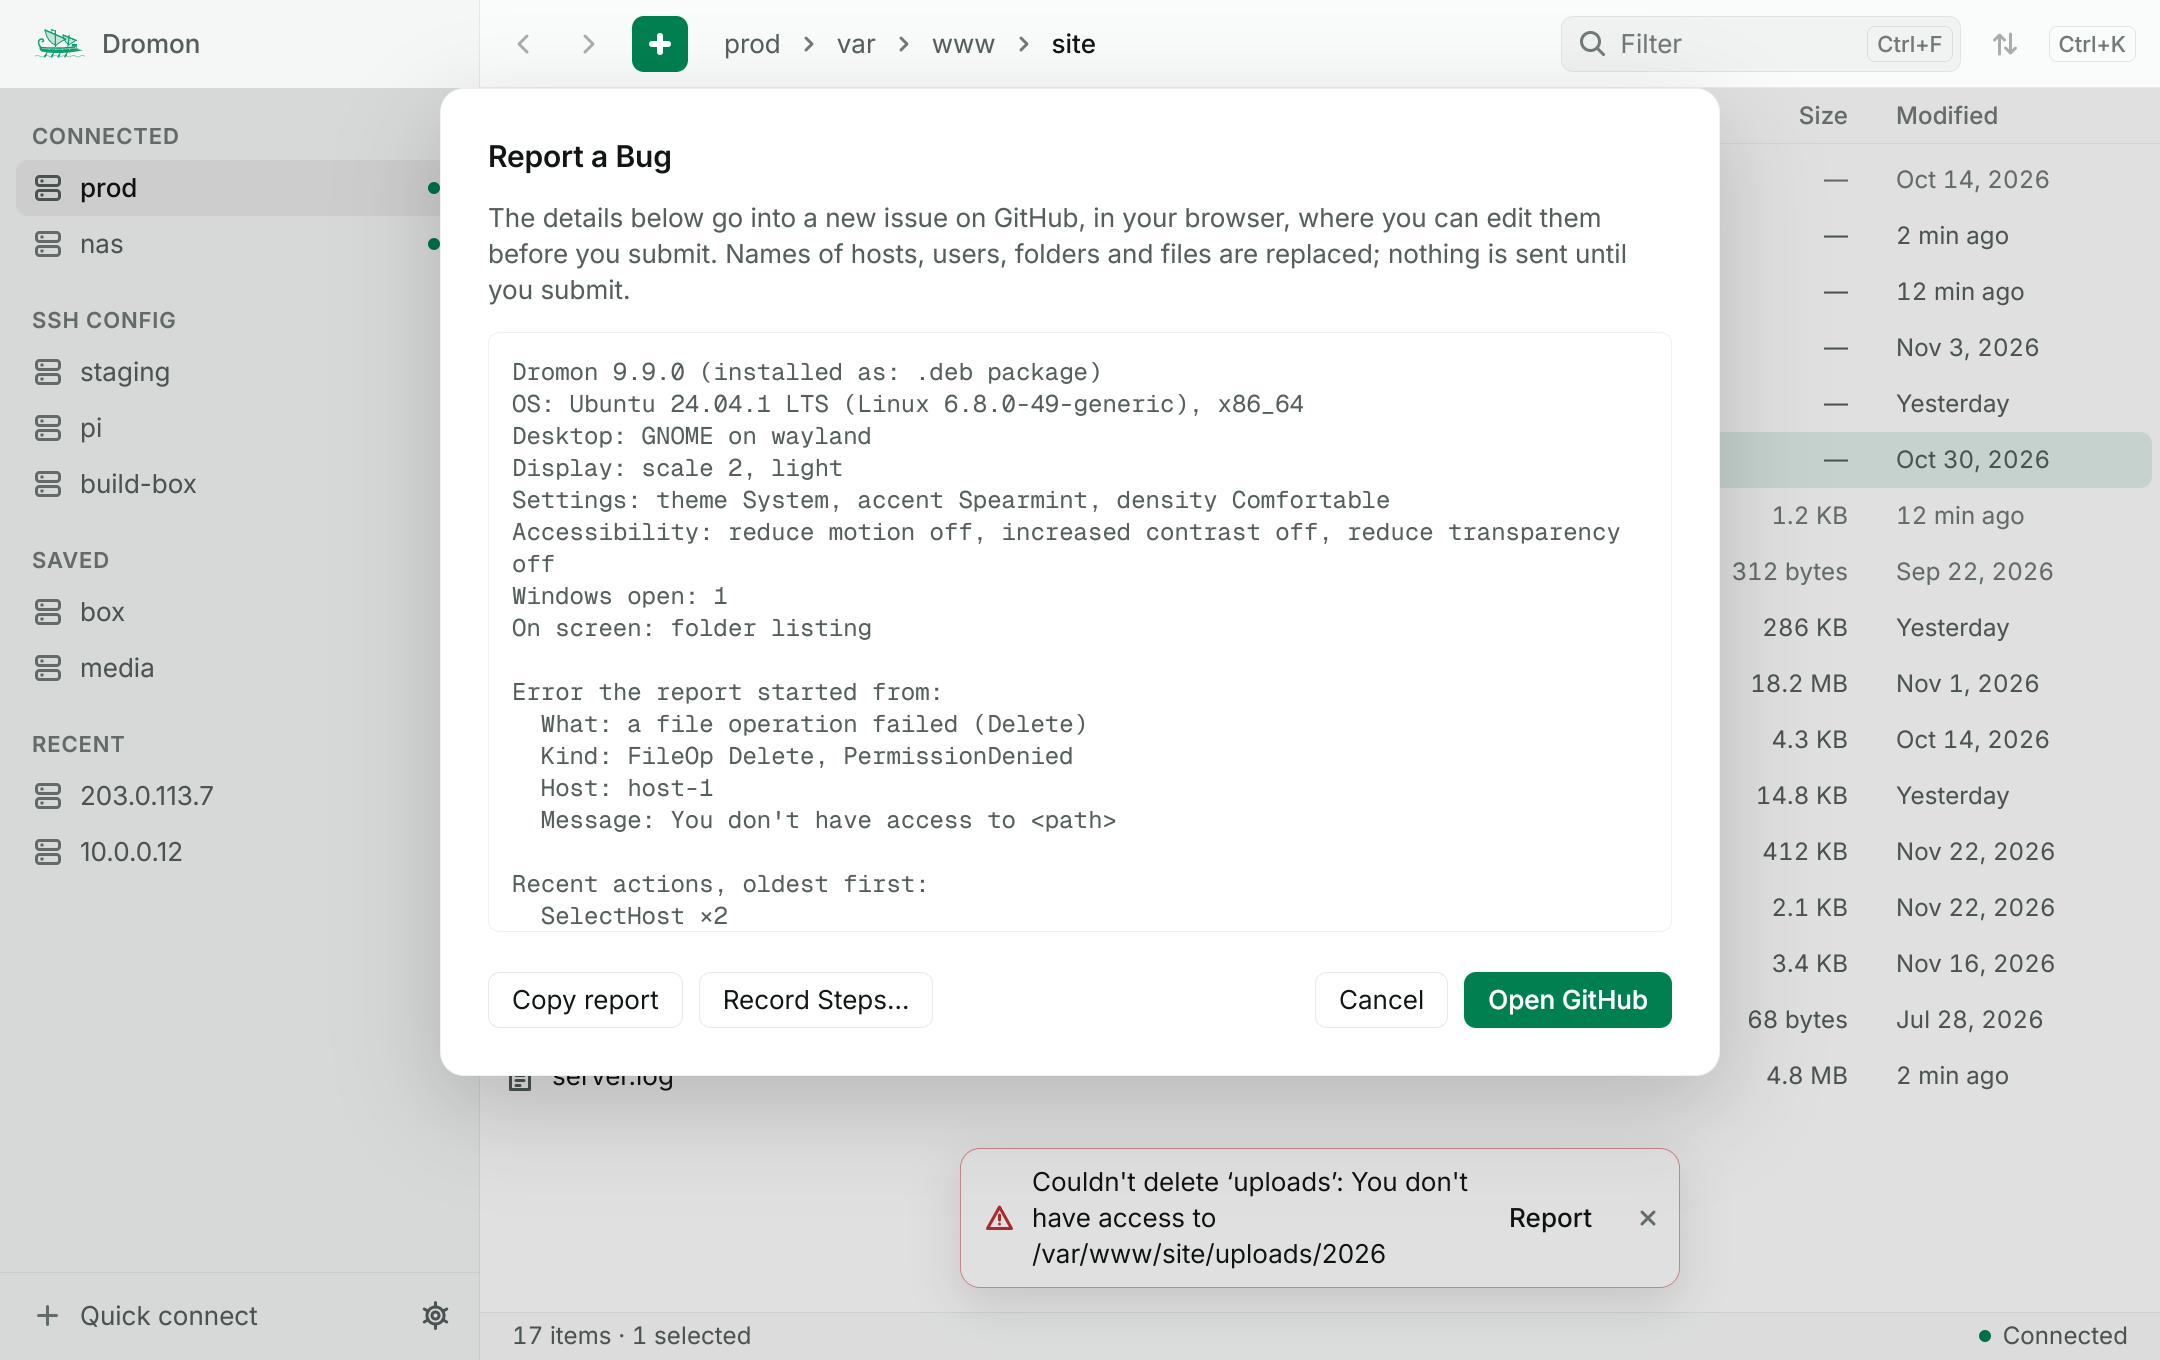 Dromon
prod > var > www > site
Filter
Ctrl+F
Ctrl+K
CONNECTED
prod
nas
SSH CONFIG
staging
pi
build-box
SAVED
box
media
RECENT
203.0.113.7
10.0.0.12
Quick connect
Size Modified
— Oct 14, 2026
— 2 min ago
— 12 min ago
— Nov 3, 2026
— Yesterday
— Oct 30, 2026
1.2 KB 12 min ago
312 bytes Sep 22, 2026
286 KB Yesterday
18.2 MB Nov 1, 2026
4.3 KB Oct 14, 2026
14.8 KB Yesterday
412 KB Nov 22, 2026
2.1 KB Nov 22, 2026
3.4 KB Nov 16, 2026
68 bytes Jul 28, 2026
server.log 4.8 MB 2 min ago
Report a Bug
The details below go into a new issue on GitHub, in your browser, where you can edit them
before you submit. Names of hosts, users, folders and files are replaced; nothing is sent until
you submit.
Dromon 9.9.0 (installed as: .deb package)
OS: Ubuntu 24.04.1 LTS (Linux 6.8.0-49-generic), x86_64
Desktop: GNOME on wayland
Display: scale 2, light
Settings: theme System, accent Spearmint, density Comfortable
Accessibility: reduce motion off, increased contrast off, reduce transparency
off
Windows open: 1
On screen: folder listing
Error the report started from:
What: a file operation failed (Delete)
Kind: FileOp Delete, PermissionDenied
Host: host-1
Message: You don't have access to <path>
Recent actions, oldest first:
SelectHost ×2
Copy report
Record Steps...
Cancel
Open GitHub
Couldn't delete ‘uploads’: You don't
have access to
/var/www/site/uploads/2026
Report
17 items · 1 selected
Connected